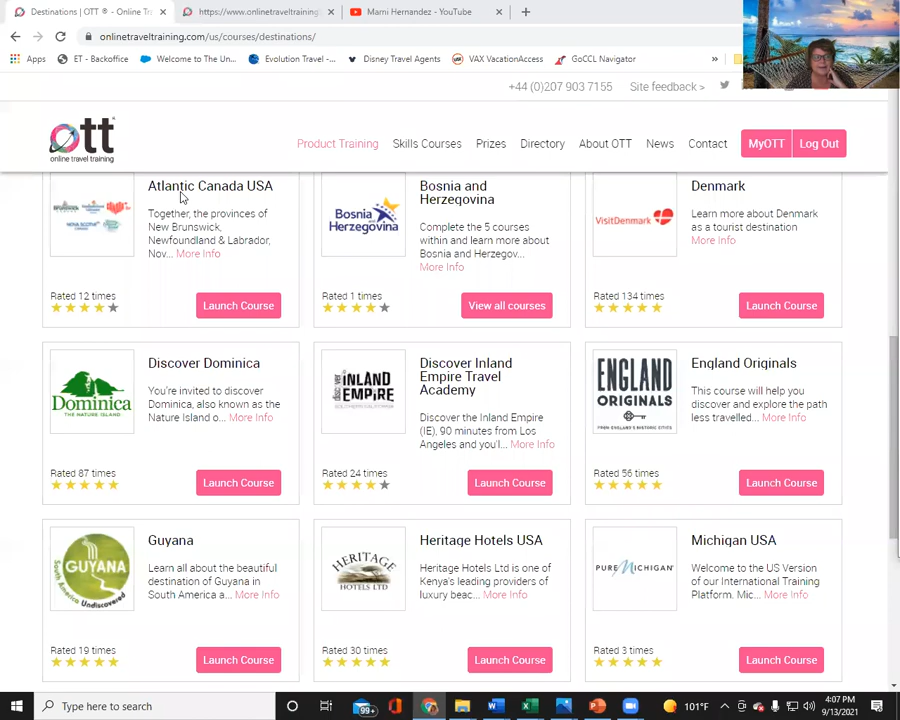 Destinations | OTT ® - Online Tr
https://www.onlinetraveltraining
Marni Hernandez - YouTube
onlinetraveltraining.com/us/courses/destinations/
Apps
ET - Backoffice
Welcome to The Un...
Evolution Travel -...
Disney Travel Agents
VAX VacationAccess
GoCCL Navigator
+44 (0)207 903 7155
Site feedback >
ott
online travel training
Product Training
Skills Courses
Prizes
Directory
About OTT
News
Contact
MyOTT
Log Out
Atlantic Canada USA
Together, the provinces of
New Brunswick,
Newfoundland & Labrador,
Nov... More Info
Rated 12 times
Launch Course
Bosnia and
Herzegovina
Bosnia and
Herzegovina
Complete the 5 courses
within and learn more about
Bosnia and Herzegov...
More Info
Rated 1 times
View all courses
VisitDenmark
Denmark
Learn more about Denmark
as a tourist destination
More Info
Rated 134 times
Launch Course
Dominica
THE NATURE ISLAND
Discover Dominica
You're invited to discover
Dominica, also known as the
Nature Island o... More Info
Rated 87 times
Launch Course
discover
INLAND
EMPIRE
Discover Inland
Empire Travel
Academy
Discover the Inland Empire
(IE), 90 minutes from Los
Angeles and you'l... More Info
Rated 24 times
Launch Course
ENGLAND
ORIGINALS
FROM ENGLAND'S HISTORIC CITIES
England Originals
This course will help you
discover and explore the path
less travelled... More Info
Rated 56 times
Launch Course
GUYANA
South America Undiscovered
Guyana
Learn all about the beautiful
destination of Guyana in
South America a... More Info
Rated 19 times
Launch Course
HERITAGE
HOTELS LTD
Heritage Hotels USA
Heritage Hotels Ltd is one of
Kenya's leading providers of
luxury beac... More Info
Rated 30 times
Launch Course
PURE MICHIGAN
Michigan USA
Welcome to the US Version
of our International Training
Platform. Mic... More Info
Rated 3 times
Launch Course
Type here to search
99+
101°F
4:07 PM
9/13/2021